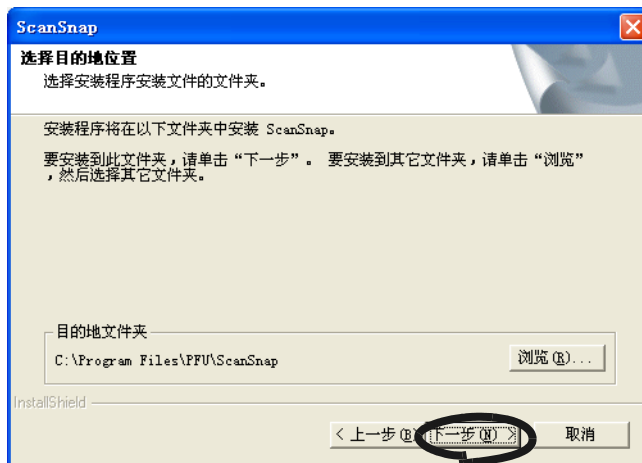 ScanSnap
选择目的地位置
选择安装程序安装文件的文件夹。
安装程序将在以下文件夹中安装 ScanSnap。
要安装到此文件夹，请单击“下一步”。 要安装到其它文件夹，请单击“浏览”
，然后选择其它文件夹。
目的地文件夹
C:\Program Files\PFU\ScanSnap
浏览(R)...
InstallShield
< 上一步(B)
下一步(N) >
取消